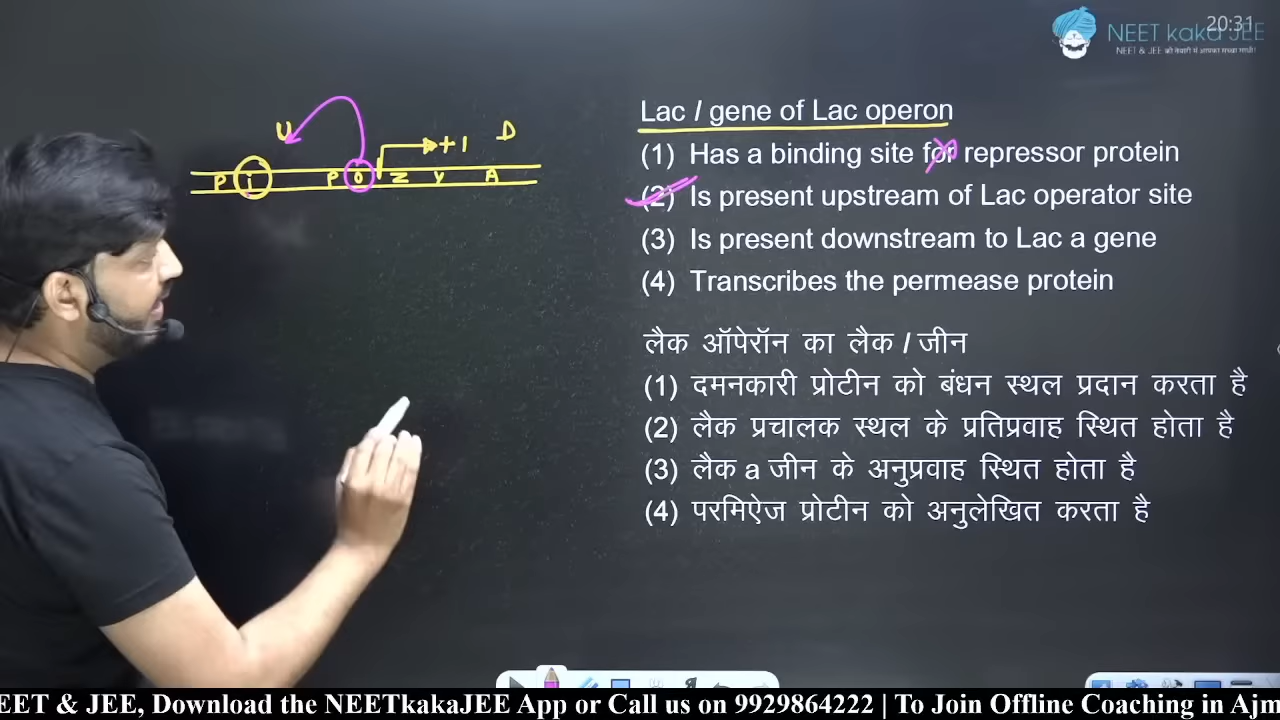 20:31
NEET kaka JEE
NEET & JEE की तैयारी में आपका सच्चा साथी!
U
+1
D
P i P O Z Y A
Lac I gene of Lac operon
(1) Has a binding site for repressor protein
(2) Is present upstream of Lac operator site
(3) Is present downstream to Lac a gene
(4) Transcribes the permease protein
लैक ऑपेरॉन का लैक I जीन
(1) दमनकारी प्रोटीन को बंधन स्थल प्रदान करता है
(2) लैक प्रचालक स्थल के प्रतिप्रवाह स्थित होता है
(3) लैक a जीन के अनुप्रवाह स्थित होता है
(4) परमिऐज प्रोटीन को अनुलेखित करता है
EET & JEE, Download the NEETkakaJEE App or Call us on 9929864222 | To Join Offline Coaching in Ajm